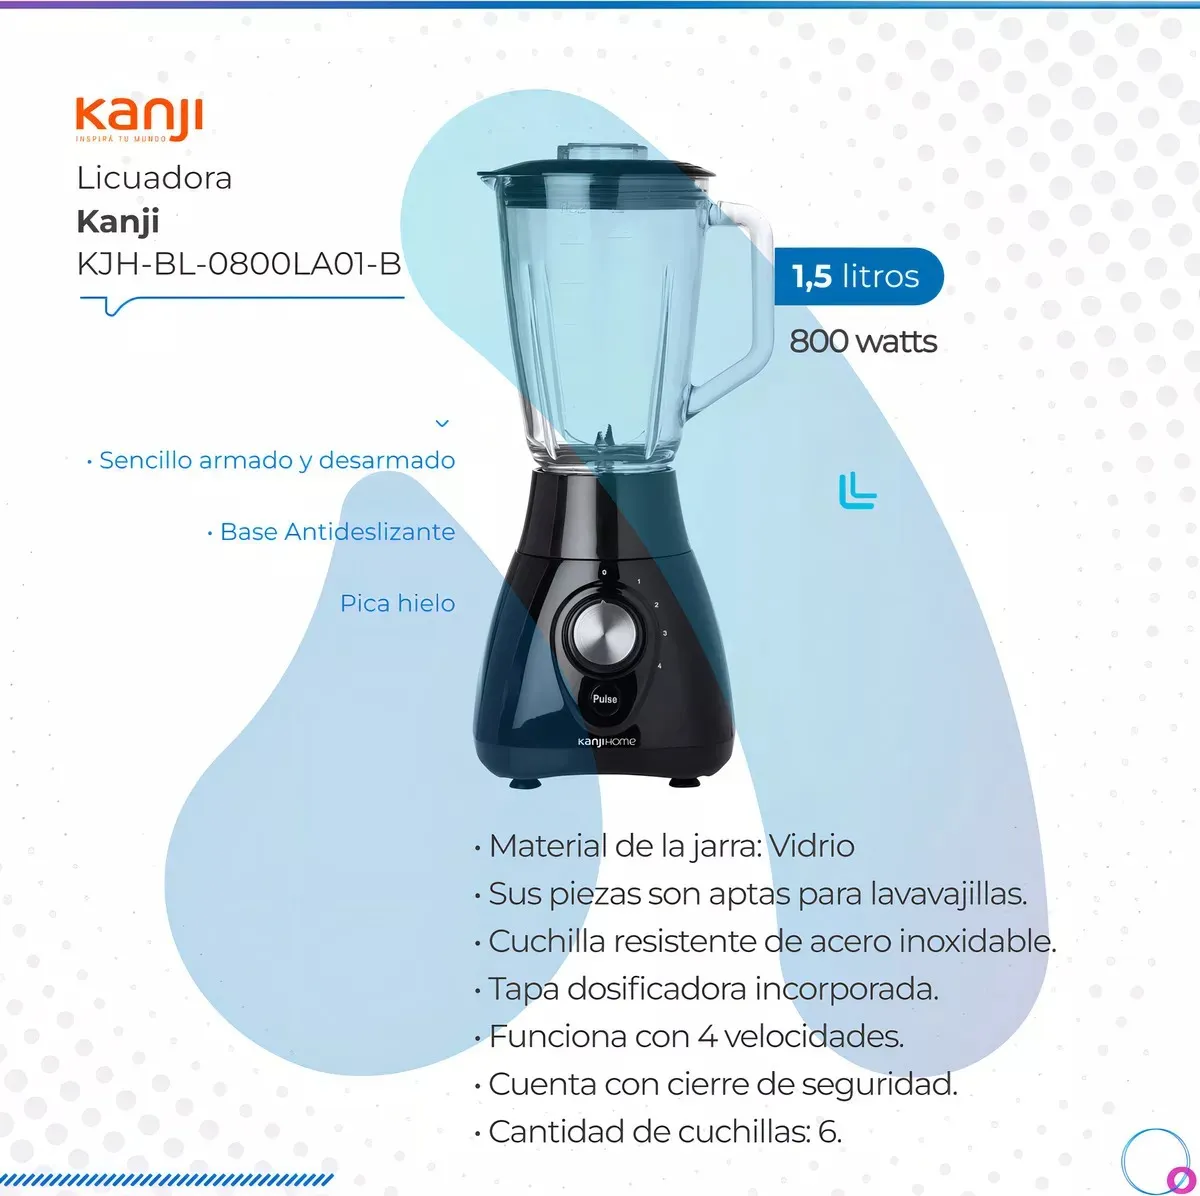 Kanji
INSPIRÁ TU MUNDO
Licuadora
Kanji
KJH-BL-0800LA01-B
1,5 litros
800 watts
• Sencillo armado y desarmado
• Base Antideslizante
Pica hielo
0
1
2
3
4
Pulse
KanjiHOME
• Material de la jarra: Vidrio
• Sus piezas son aptas para lavavajillas.
• Cuchilla resistente de acero inoxidable.
• Tapa dosificadora incorporada.
• Funciona con 4 velocidades.
• Cuenta con cierre de seguridad.
• Cantidad de cuchillas: 6.